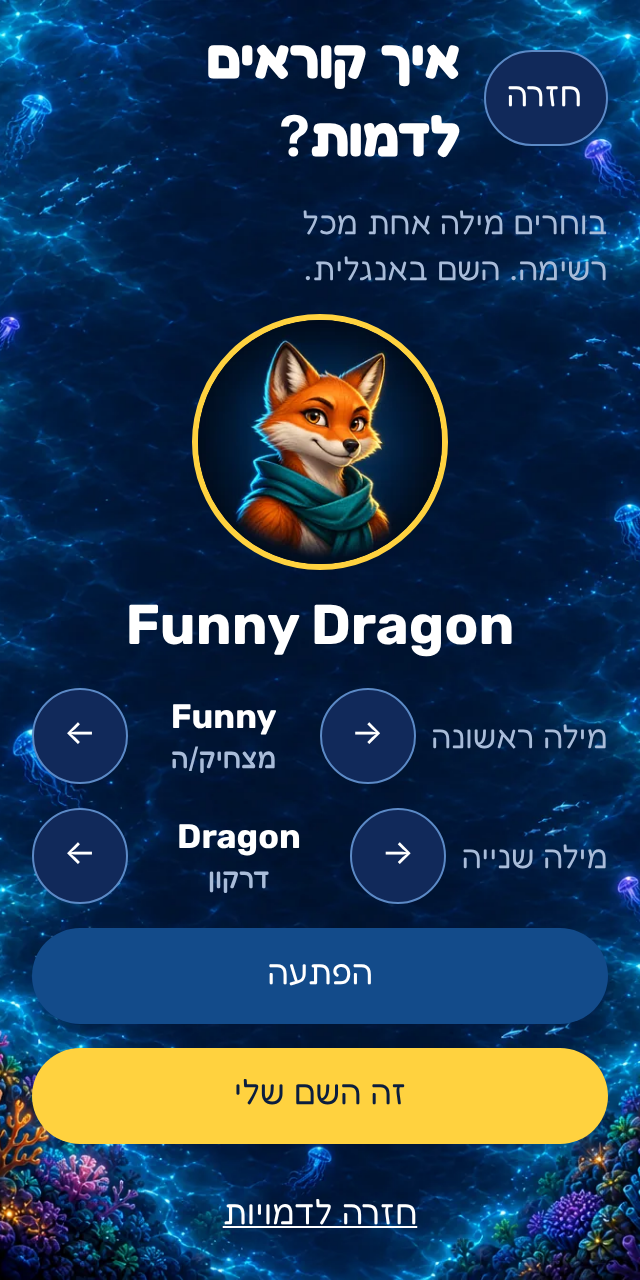 חזרה
איך קוראים
לדמות?
בוחרים מילה אחת מכל
רשימה. השם באנגלית.
Funny Dragon
מילה ראשונה
→
Funny
מצחיק/ה
←
מילה שנייה
→
Dragon
דרקון
←
הפתעה
זה השם שלי
חזרה לדמויות